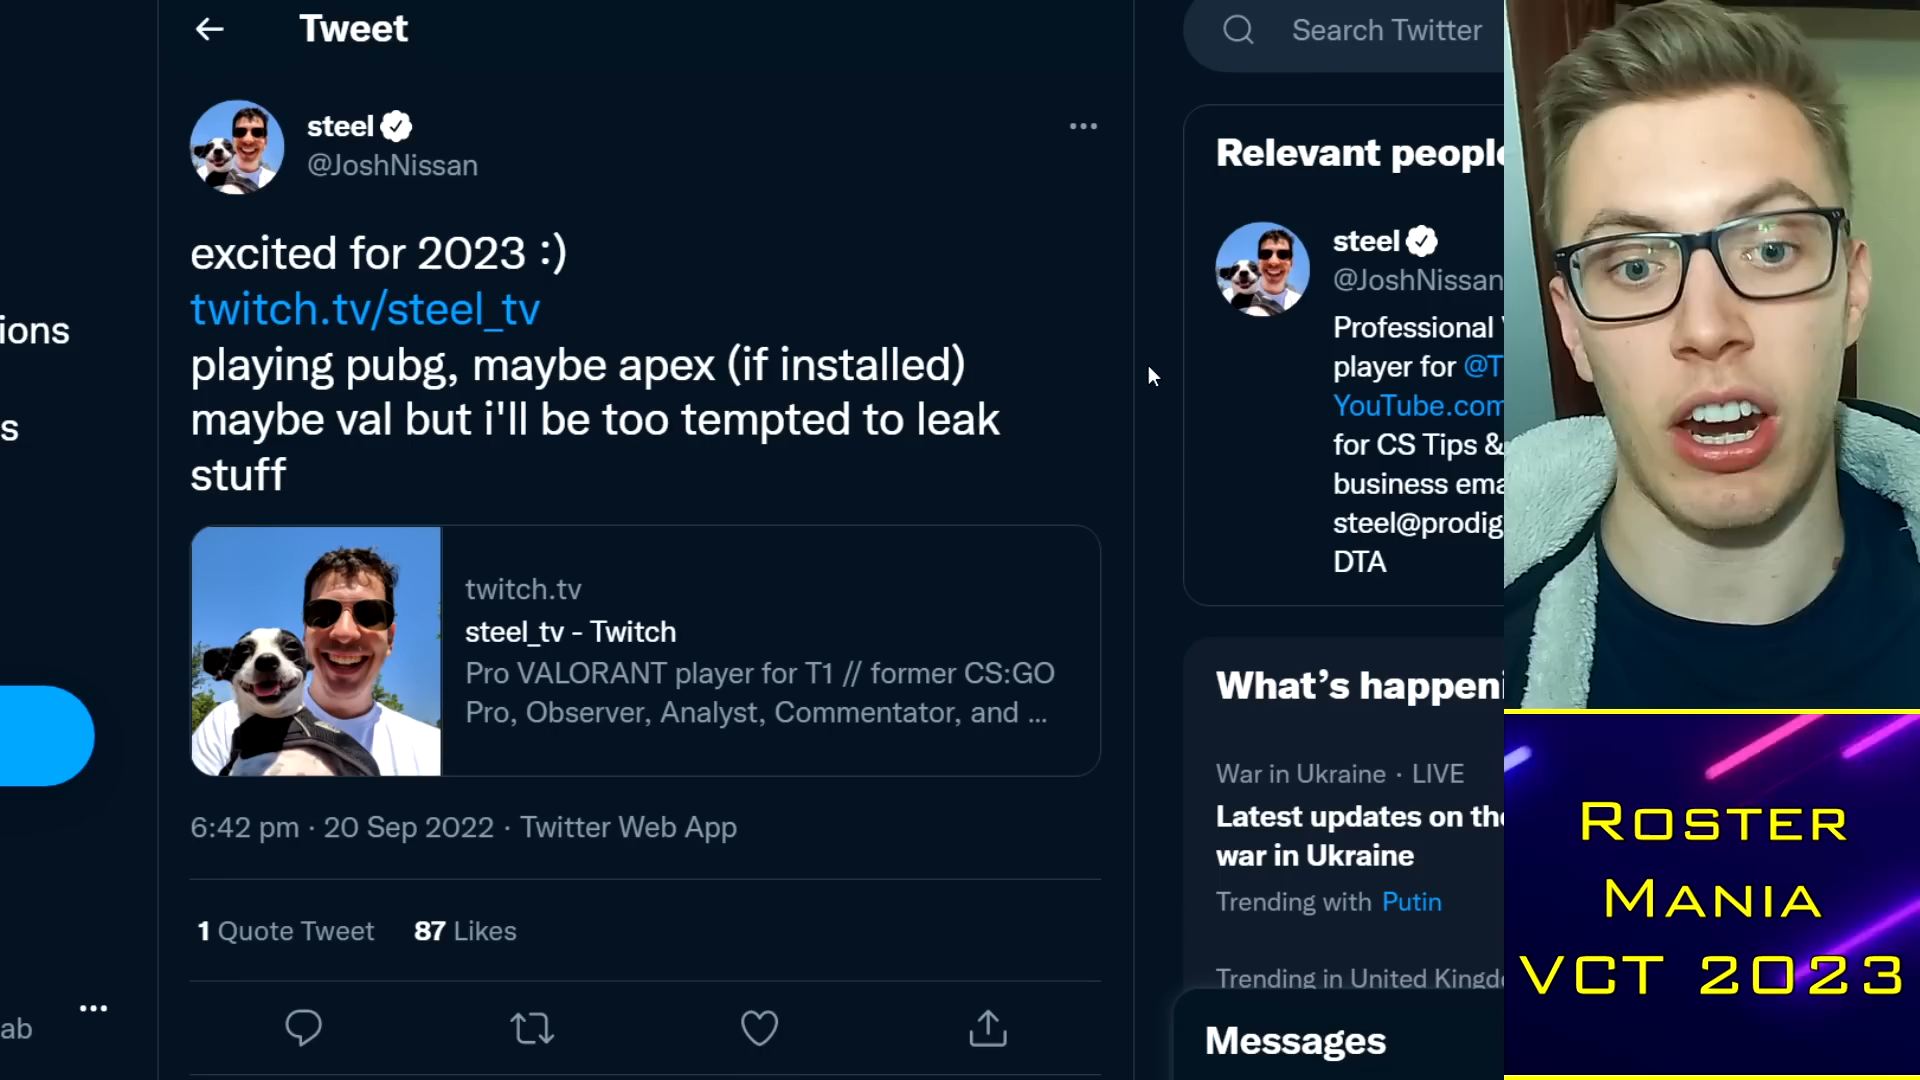 Tweet
Search Twitter
steel
@JoshNissan
excited for 2023 :)
twitch.tv/steel_tv
playing pubg, maybe apex (if installed)
maybe val but i'll be too tempted to leak
stuff
twitch.tv
steel_tv - Twitch
Pro VALORANT player for T1 // former CS:GO
Pro, Observer, Analyst, Commentator, and ...
6:42 pm · 20 Sep 2022 · Twitter Web App
1 Quote Tweet 87 Likes
ions
s
ab
Relevant people
steel
@JoshNissan
Professional
player for @T
YouTube.com
for CS Tips &
business ema
steel@prodig
DTA
What's happeni
War in Ukraine · LIVE
Latest updates on the
war in Ukraine
Trending with Putin
Trending in United Kingdo
Messages
ROSTER
MANIA
VCT 2023